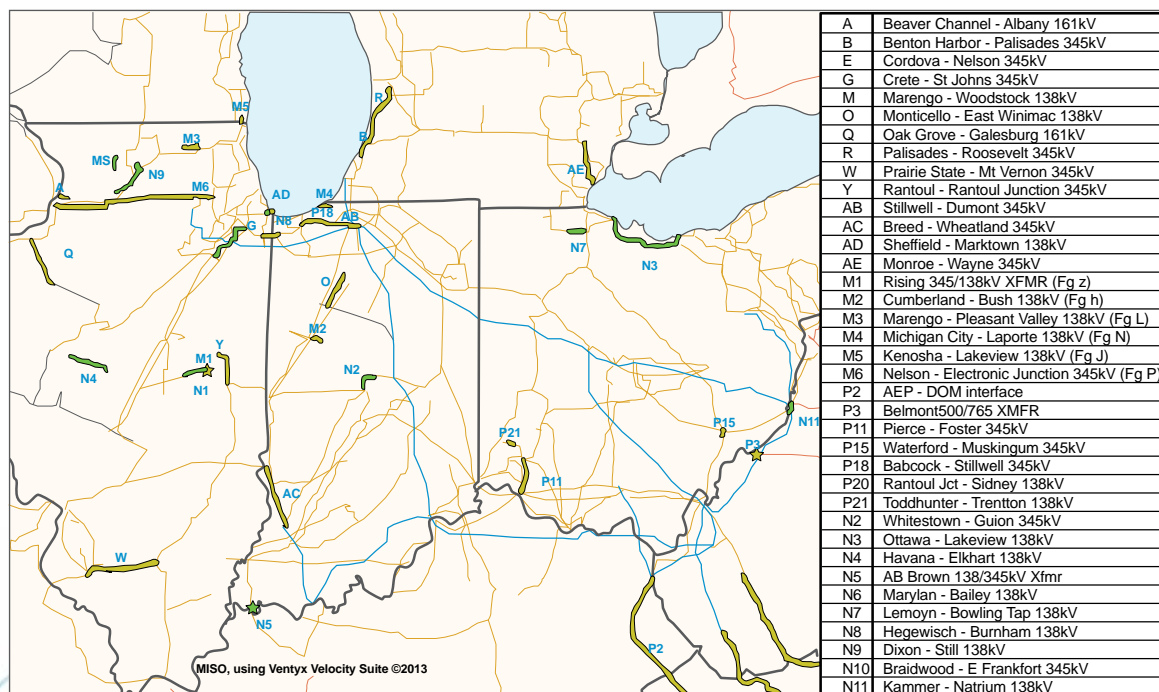 M5
R
B
M3
MS
N9
AE
A
M6
AD
M4
P18
AB
N8
G
N7
N3
Q
O
M2
Y
M1
N4
N1
N2
P15
N11
P21
P3
P11
AC
W
N5
P2
MISO, using Ventyx Velocity Suite ©2013
A Beaver Channel - Albany 161kV
B Benton Harbor - Palisades 345kV
E Cordova - Nelson 345kV
G Crete - St Johns 345kV
M Marengo - Woodstock 138kV
O Monticello - East Winimac 138kV
Q Oak Grove - Galesburg 161kV
R Palisades - Roosevelt 345kV
W Prairie State - Mt Vernon 345kV
Y Rantoul - Rantoul Junction 345kV
AB Stillwell - Dumont 345kV
AC Breed - Wheatland 345kV
AD Sheffield - Marktown 138kV
AE Monroe - Wayne 345kV
M1 Rising 345/138kV XFMR (Fg z)
M2 Cumberland - Bush 138kV (Fg h)
M3 Marengo - Pleasant Valley 138kV (Fg L)
M4 Michigan City - Laporte 138kV (Fg N)
M5 Kenosha - Lakeview 138kV (Fg J)
M6 Nelson - Electronic Junction 345kV (Fg P)
P2 AEP - DOM interface
P3 Belmont500/765 XMFR
P11 Pierce - Foster 345kV
P15 Waterford - Muskingum 345kV
P18 Babcock - Stillwell 345kV
P20 Rantoul Jct - Sidney 138kV
P21 Toddhunter - Trentton 138kV
N2 Whitestown - Guion 345kV
N3 Ottawa - Lakeview 138kV
N4 Havana - Elkhart 138kV
N5 AB Brown 138/345kV Xfmr
N6 Marylan - Bailey 138kV
N7 Lemoyn - Bowling Tap 138kV
N8 Hegewisch - Burnham 138kV
N9 Dixon - Still 138kV
N10 Braidwood - E Frankfort 345kV
N11 Kammer - Natrium 138kV